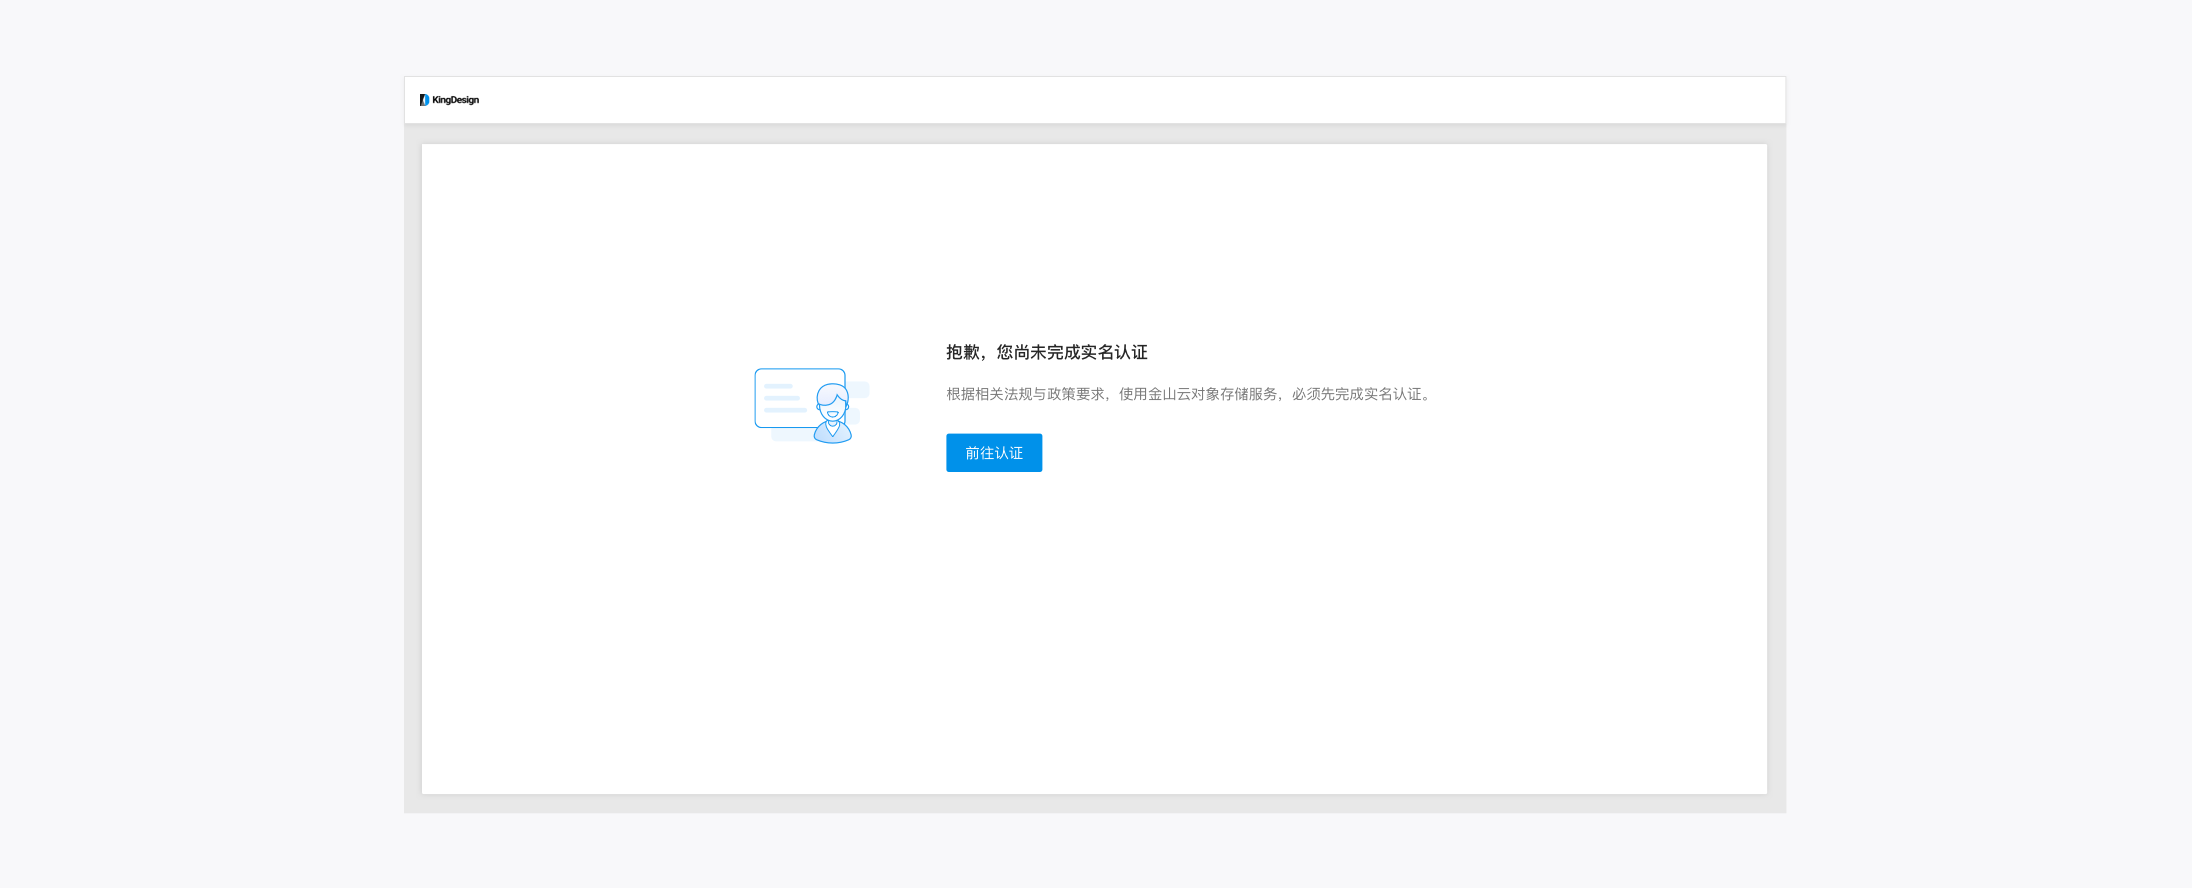 KingDesign
抱歉，您尚未完成实名认证
根据相关法规与政策要求，使用金山云对象存储服务，必须先完成实名认证。
前往认证